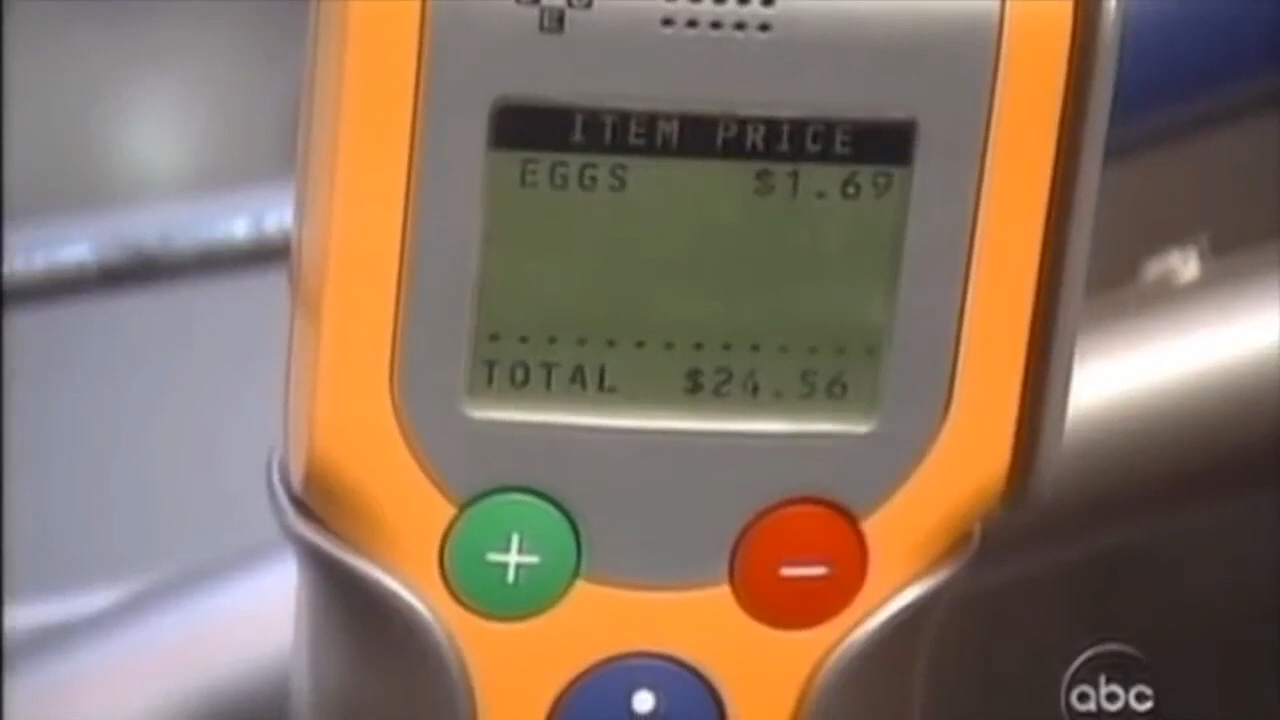 ITEM PRICE
EGGS $1.69
TOTAL $24.56
+ −
abc